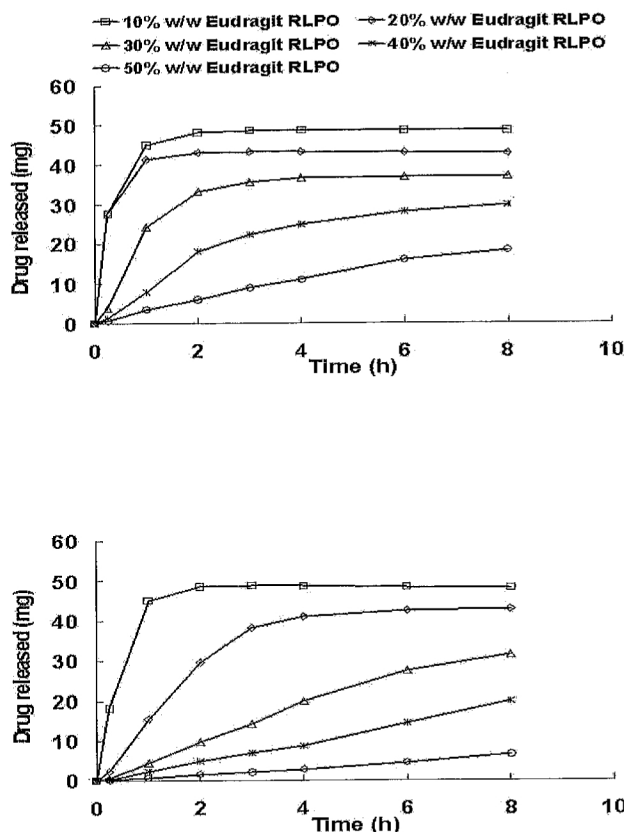 10% w/w Eudragit RLPO 20% w/w Eudragit RLPO
30% w/w Eudragit RLPO 40% w/w Eudragit RLPO
50% w/w Eudragit RLPO
60
50
40
30
20
10
0
Drug released (mg)
0 2 4 6 8 10
Time (h)
60
50
40
30
20
10
0
Drug released (mg)
0 2 4 6 8 10
Time (h)